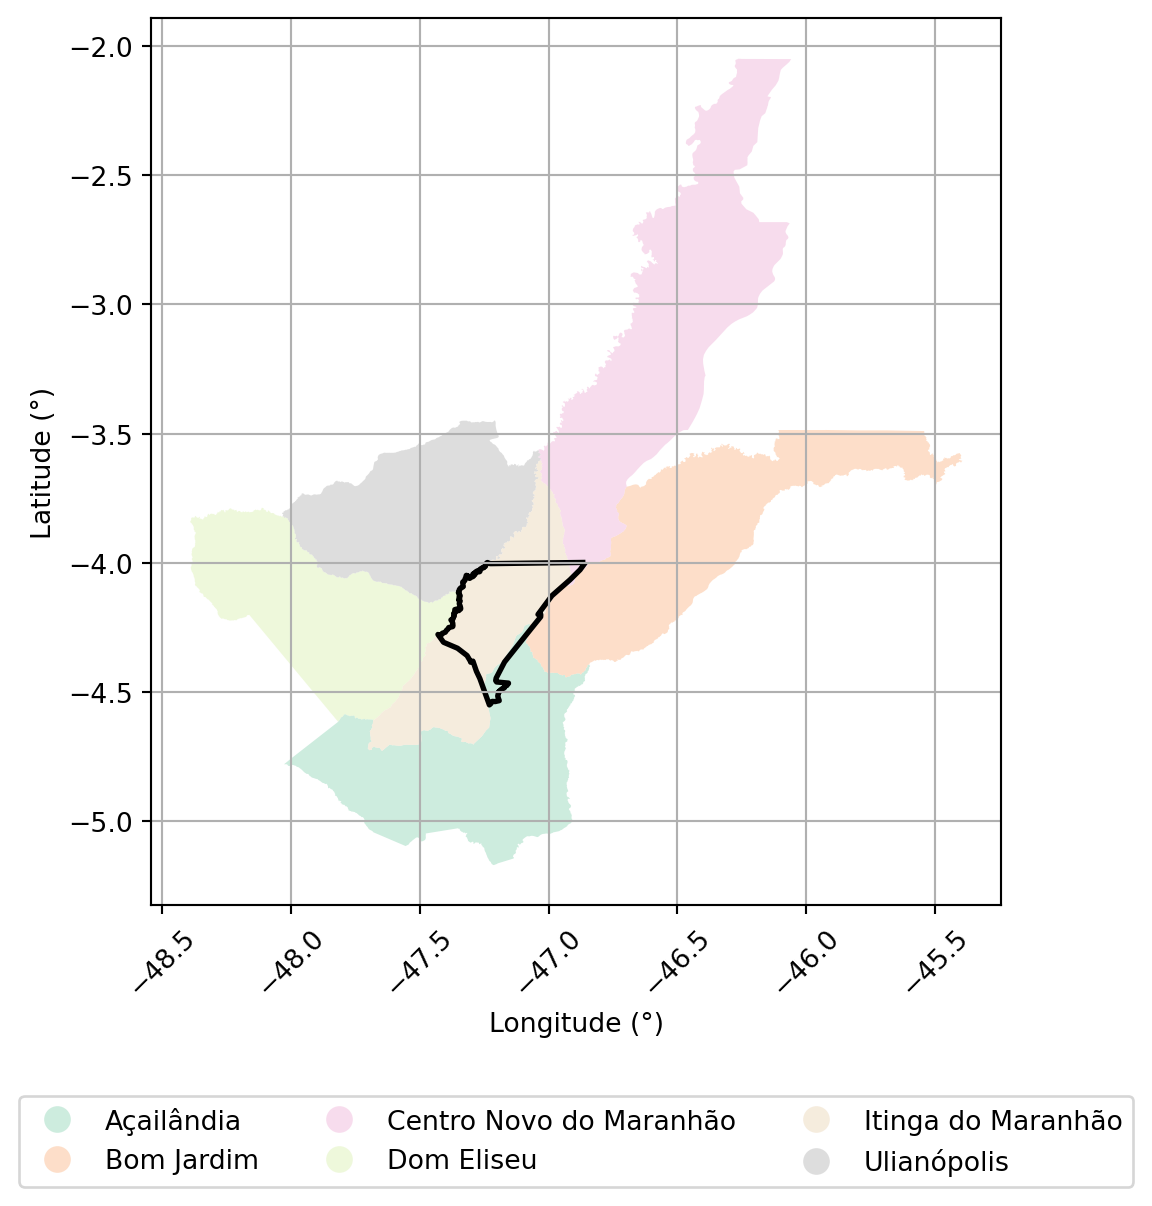 −2.0
−2.5
−3.0
−3.5
−4.0
−4.5
−5.0
Latitude (°)
−48.5
−48.0
−47.5
−47.0
−46.5
−46.0
−45.5
Longitude (°)
Açailândia
Centro Novo do Maranhão
Itinga do Maranhão
Bom Jardim
Dom Eliseu
Ulianópolis